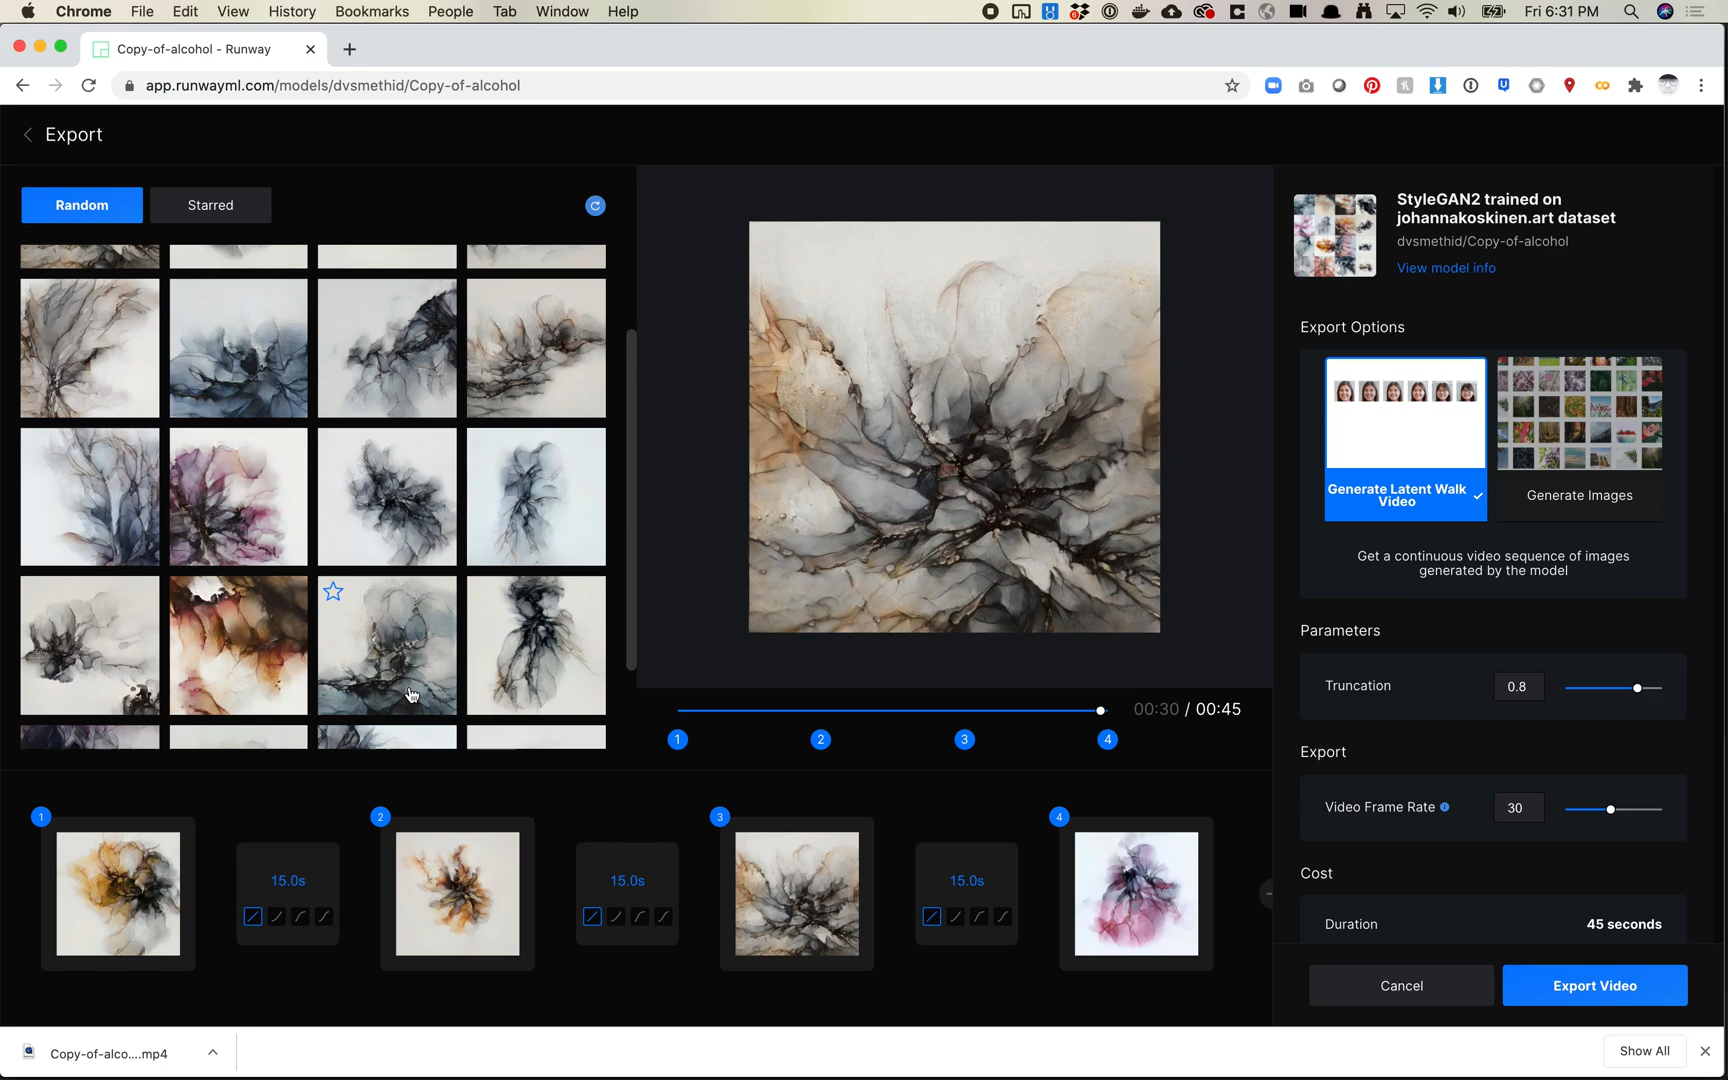 Chrome File Edit View History Bookmarks People Tab Window Help Fri 6:31 PM
Copy-of-alcohol - Runway
app.runwayml.com/models/dvsmethid/Copy-of-alcohol
Export
Random Starred
StyleGAN2 trained on
johannakoskinen.art dataset
dvsmethid/Copy-of-alcohol
View model info
Export Options
Generate Latent Walk
Video
Generate Images
Get a continuous video sequence of images
generated by the model
Parameters
Truncation 0.8
00:30 / 00:45
1 2 3 4
Export
Video Frame Rate 30
1 2 3 4
15.0s 15.0s 15.0s
Cost
Duration 45 seconds
Cancel Export Video
Copy-of-alco....mp4
Show All